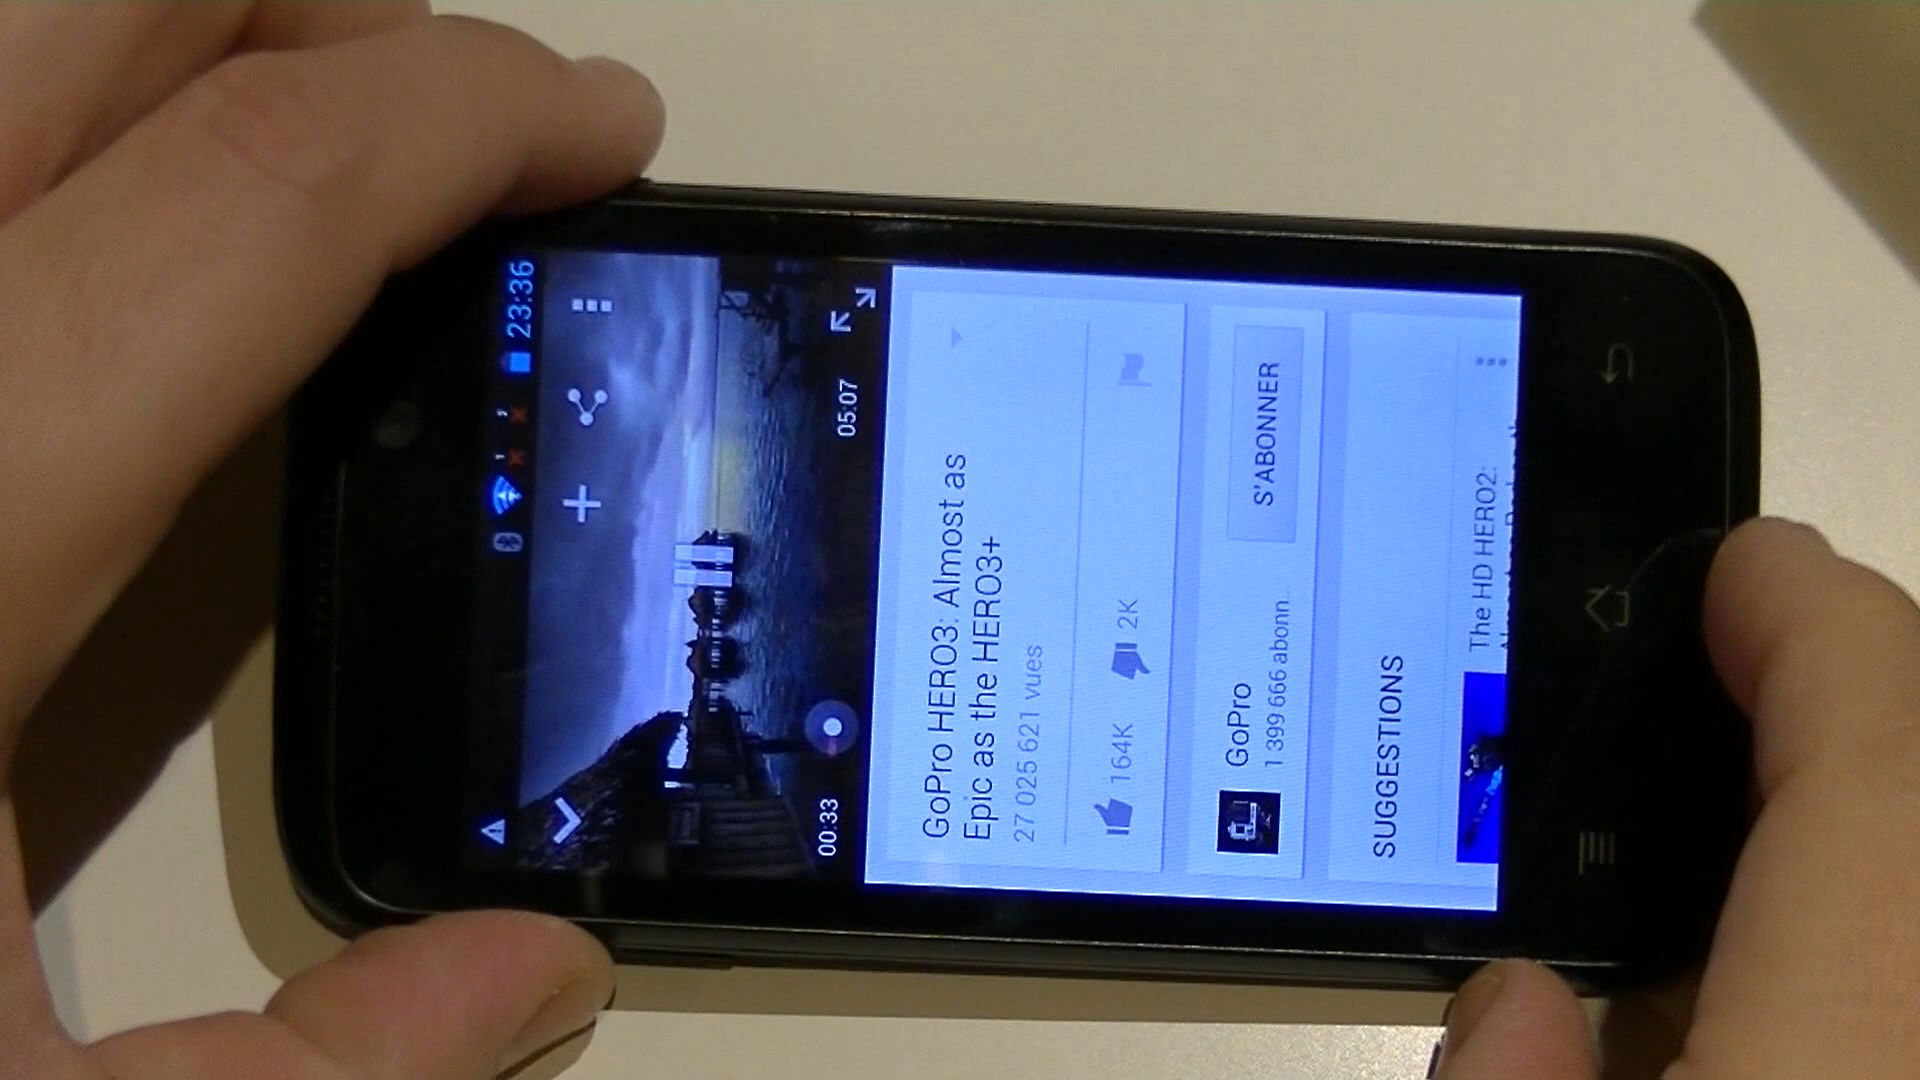 23:36
00:33
05:07
GoPro HERO3: Almost as
Epic as the HERO3+
27 025 621 vues
164K
2K
GoPro
1 399 666 abonn..
S'ABONNER
SUGGESTIONS
The HD HERO2: